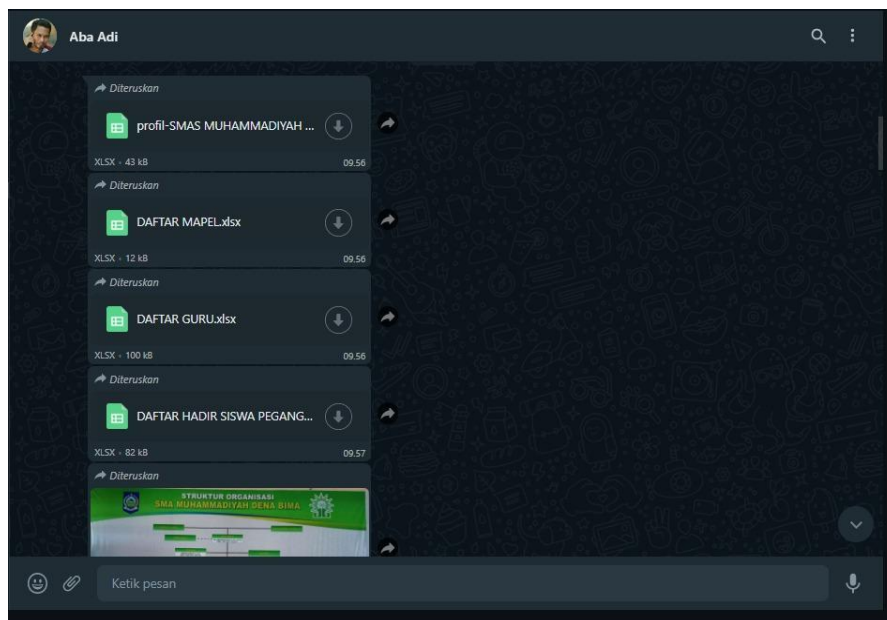 Aba Adi
Diteruskan
profil-SMAS MUHAMMADIYAH ...
XLSX • 43 kB 09.56
Diteruskan
DAFTAR MAPEL.xlsx
XLSX • 12 kB 09.56
Diteruskan
DAFTAR GURU.xlsx
XLSX • 100 kB 09.56
Diteruskan
DAFTAR HADIR SISWA PEGANG...
XLSX • 82 kB 09.57
Diteruskan
STRUKTUR ORGANISASI
SMA MUHAMMADIYAH DENA BIMA
Ketik pesan